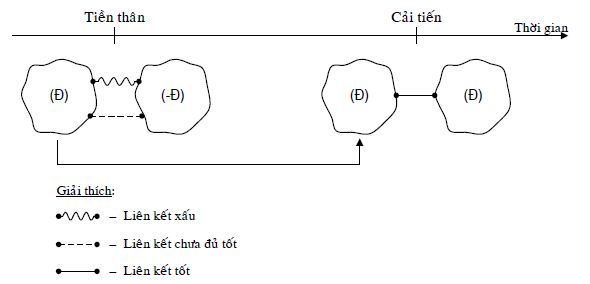 Tiền thân
Cải tiến
Thời gian
(Đ)
(-Đ)
(Đ)
(Đ)
Giải thích:
– Liên kết xấu
– Liên kết chưa đủ tốt
– Liên kết tốt